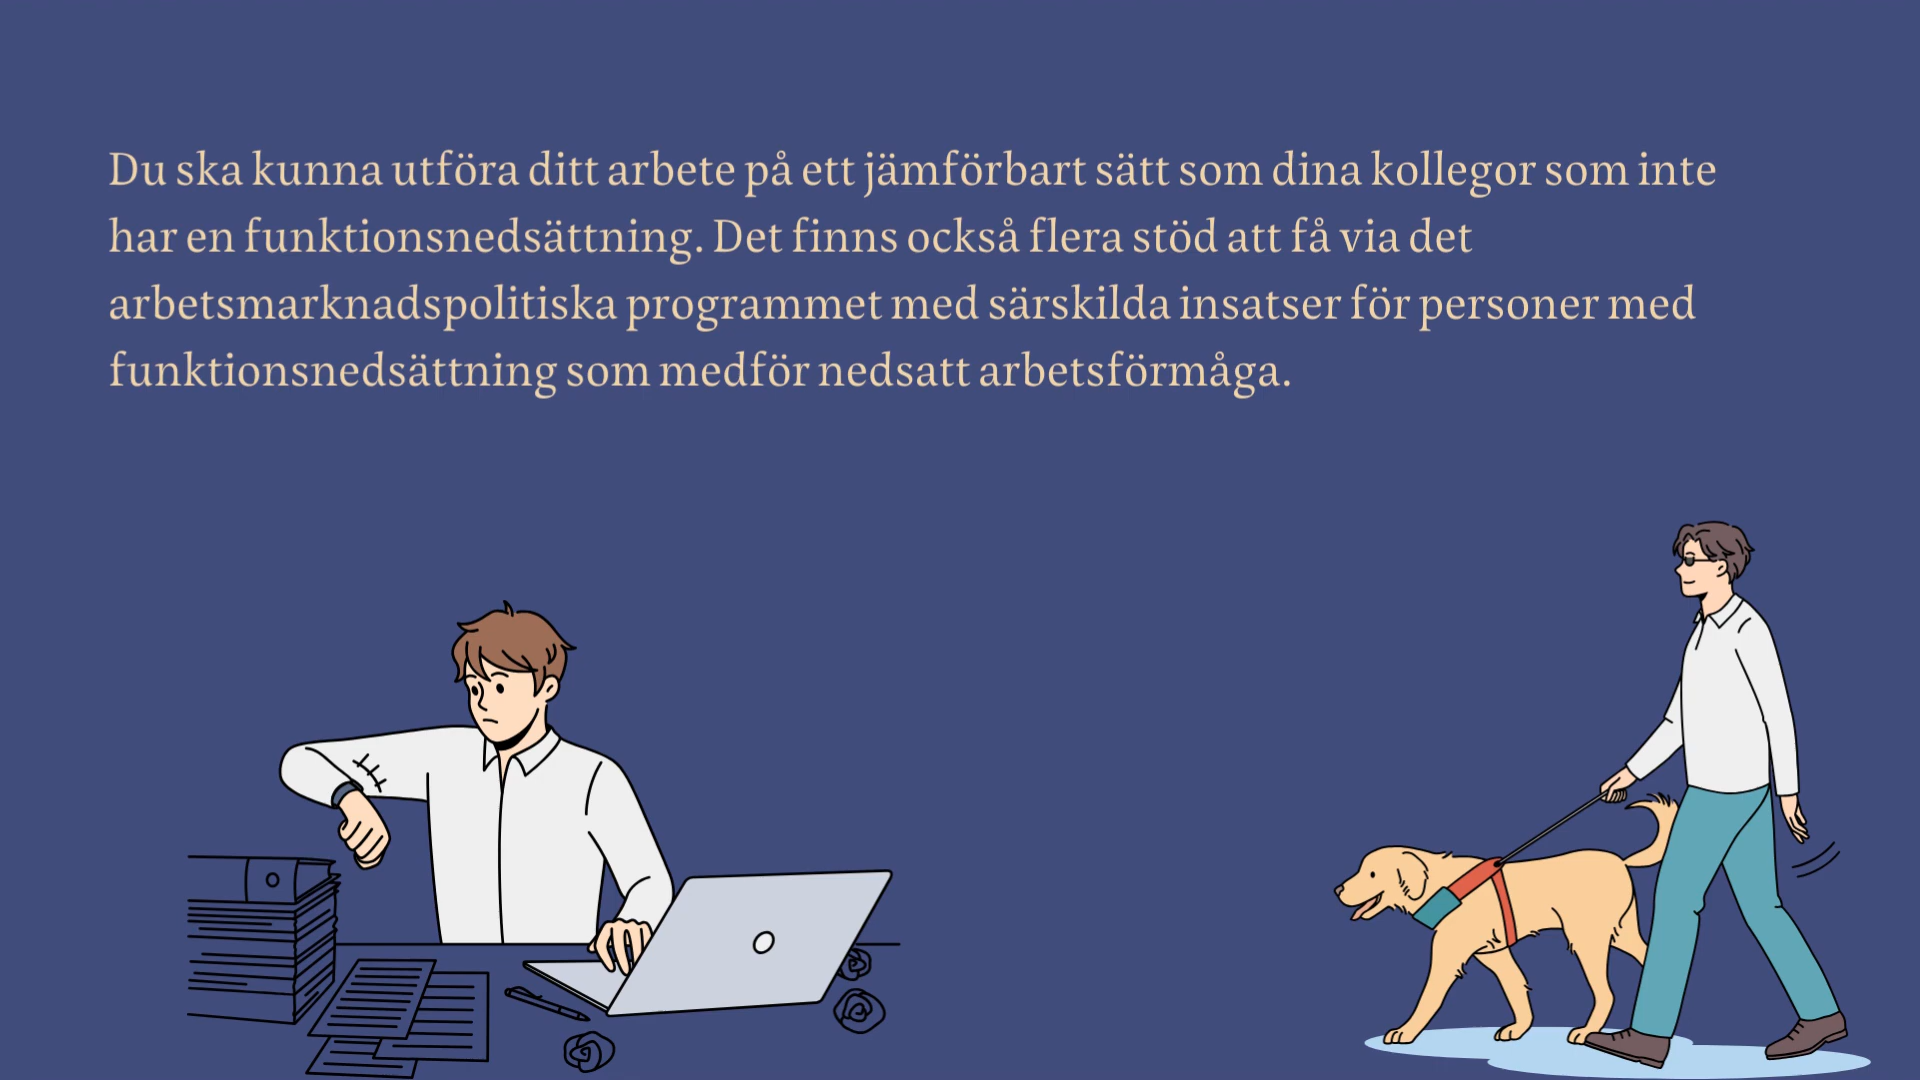 Du ska kunna utföra ditt arbete på ett jämförbart sätt som dina kollegor som inte
har en funktionsnedsättning. Det finns också flera stöd att få via det
arbetsmarknadspolitiska programmet med särskilda insatser för personer med
funktionsnedsättning som medför nedsatt arbetsförmåga.